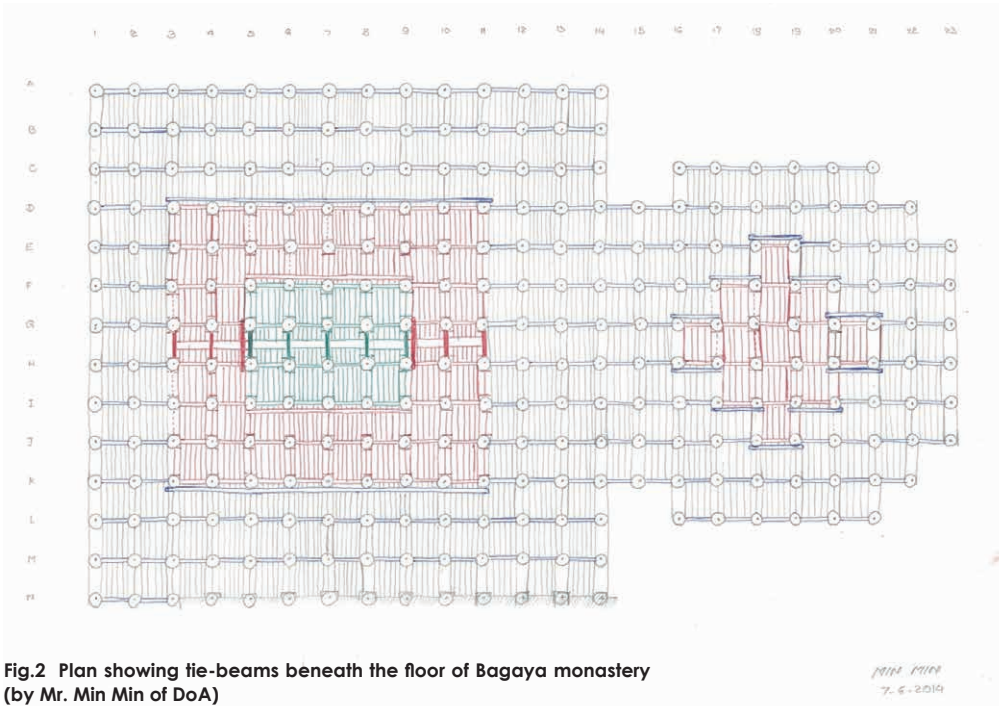 1 2 3 4 5 6 7 8 9 10 11 12 13 14 15 16 17 18 19 20 21 22 23
A
B
C
D
E
F
G
H
I
J
K
L
M
Fig.2 Plan showing tie-beams beneath the floor of Bagaya monastery
(by Mr. Min Min of DoA)
MIN MIN
7-6-2014